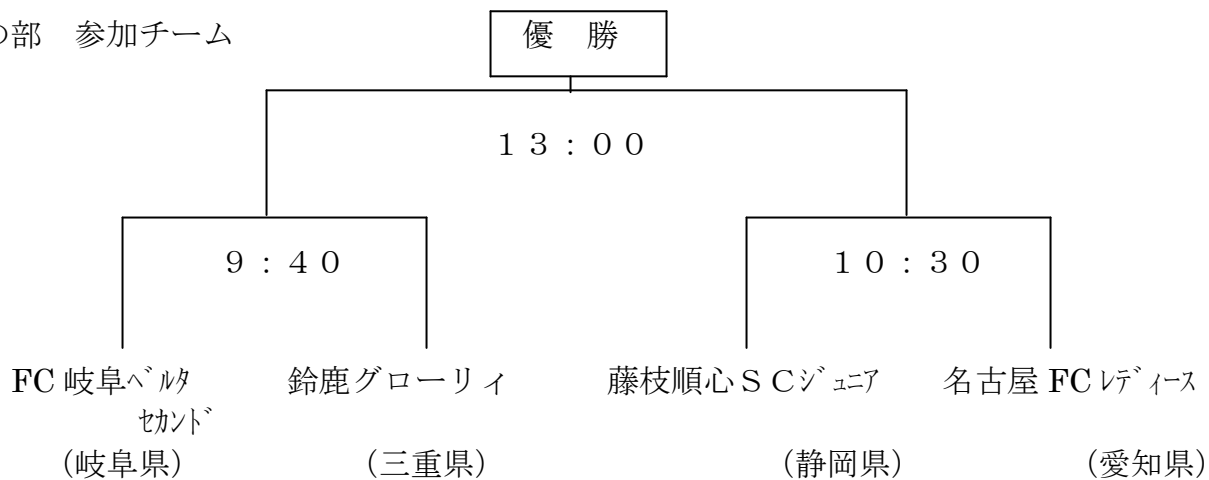 の部　参加チーム
優　勝
１３：００
９：４０
１０：３０
FC 岐阜ﾍﾞﾙﾀ　鈴鹿グローリィ　藤枝順心ＳＣｼﾞｭﾆｱ　名古屋 FC ﾚﾃﾞｨｰｽ
ｾｶﾝﾄﾞ
（岐阜県）　（三重県）　（静岡県）　（愛知県）